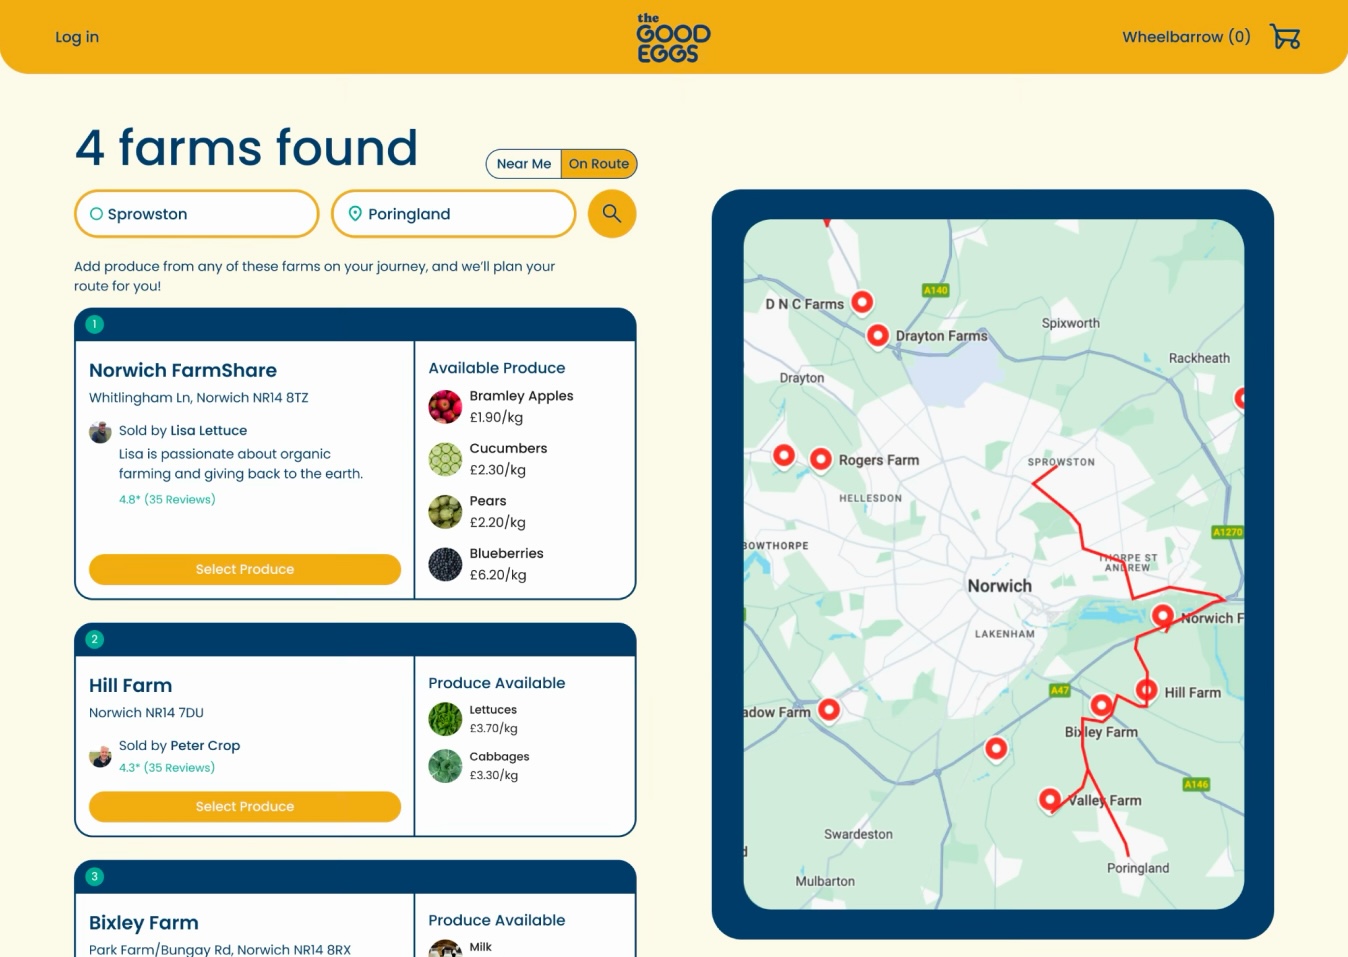 Log in
the
GOOD
EGGS
Wheelbarrow (0)
4 farms found
Near Me
On Route
Sprowston
Poringland
Add produce from any of these farms on your journey, and we’ll plan your
route for you!
1
Norwich FarmShare
Whitlingham Ln, Norwich NR14 8TZ
Sold by Lisa Lettuce
Lisa is passionate about organic
farming and giving back to the earth.
4.8* (35 Reviews)
Select Produce
Available Produce
Bramley Apples
£1.90/kg
Cucumbers
£2.30/kg
Pears
£2.20/kg
Blueberries
£6.20/kg
2
Hill Farm
Norwich NR14 7DU
Sold by Peter Crop
4.3* (35 Reviews)
Select Produce
Produce Available
Lettuces
£3.70/kg
Cabbages
£3.30/kg
3
Bixley Farm
Park Farm/Bungay Rd, Norwich NR14 8RX
Produce Available
Milk
A140
D N C Farms
Spixworth
Drayton Farms
Rackheath
Drayton
Rogers Farm
SPROWSTON
HELLESDON
A1270
BOWTHORPE
THORPE ST
ANDREW
Norwich
Norwich F
LAKENHAM
A47
Hill Farm
adow Farm
Bixley Farm
A146
Valley Farm
Swardeston
d
Poringland
Mulbarton